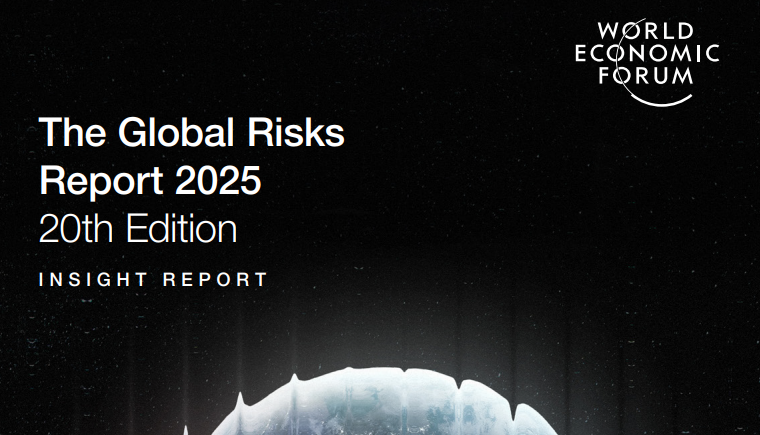 WORLD
ECONOMIC
FORUM
The Global Risks
Report 2025
20th Edition
INSIGHT REPORT